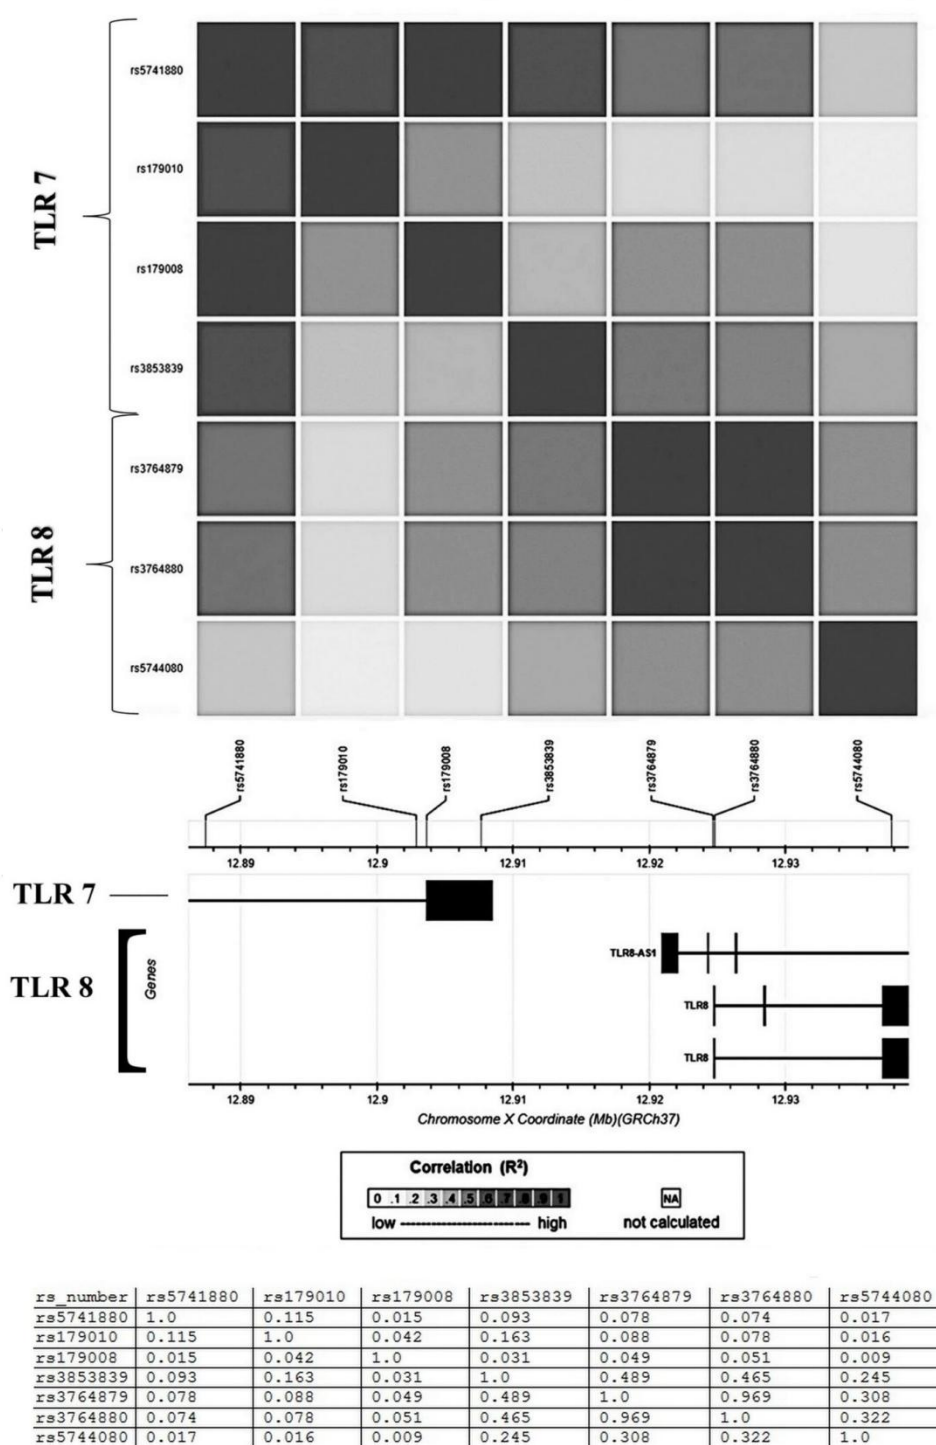 TLR 7
rs5741880
rs179010
rs179008
rs3853839
TLR 8
rs3764879
rs3764880
rs5744080
rs5741880 rs179010 rs179008 rs3853839 rs3764879 rs3764880 rs5744080
12.89 12.9 12.91 12.92 12.93
TLR 7
TLR 8
Genes
TLR8-AS1
TLR8
TLR8
12.89 12.9 12.91 12.92 12.93
Chromosome X Coordinate (Mb)(GRCh37)
Correlation (R²)
0 .1 .2 .3 .4 .5 .6 .7 .8 .9 1
NA
low high
not calculated
rs_number rs5741880 rs179010 rs179008 rs3853839 rs3764879 rs3764880 rs5744080
rs5741880 1.0 0.115 0.015 0.093 0.078 0.074 0.017
rs179010 0.115 1.0 0.042 0.163 0.088 0.078 0.016
rs179008 0.015 0.042 1.0 0.031 0.049 0.051 0.009
rs3853839 0.093 0.163 0.031 1.0 0.489 0.465 0.245
rs3764879 0.078 0.088 0.049 0.489 1.0 0.969 0.308
rs3764880 0.074 0.078 0.051 0.465 0.969 1.0 0.322
rs5744080 0.017 0.016 0.009 0.245 0.308 0.322 1.0